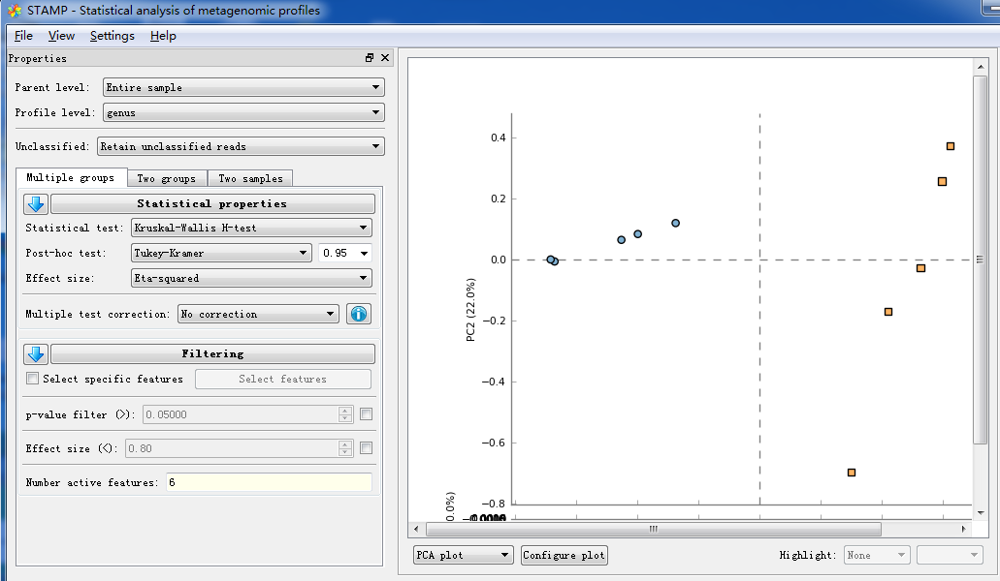 STAMP - Statistical analysis of metagenomic profiles
File View Settings Help
Properties
Parent level: Entire sample
Profile level: genus
Unclassified: Retain unclassified reads
Multiple groups Two groups Two samples
Statistical properties
Statistical test: Kruskal-Wallis H-test
Post-hoc test: Tukey-Kramer 0.95
Effect size: Eta-squared
Multiple test correction: No correction
Filtering
Select specific features Select features
p-value filter (>): 0.05000
Effect size (<): 0.80
Number active features: 6
0.4
0.2
0.0
−0.2
−0.4
−0.6
−0.8
PC2 (22.0%)
0.0%)
PCA plot Configure plot Highlight: None